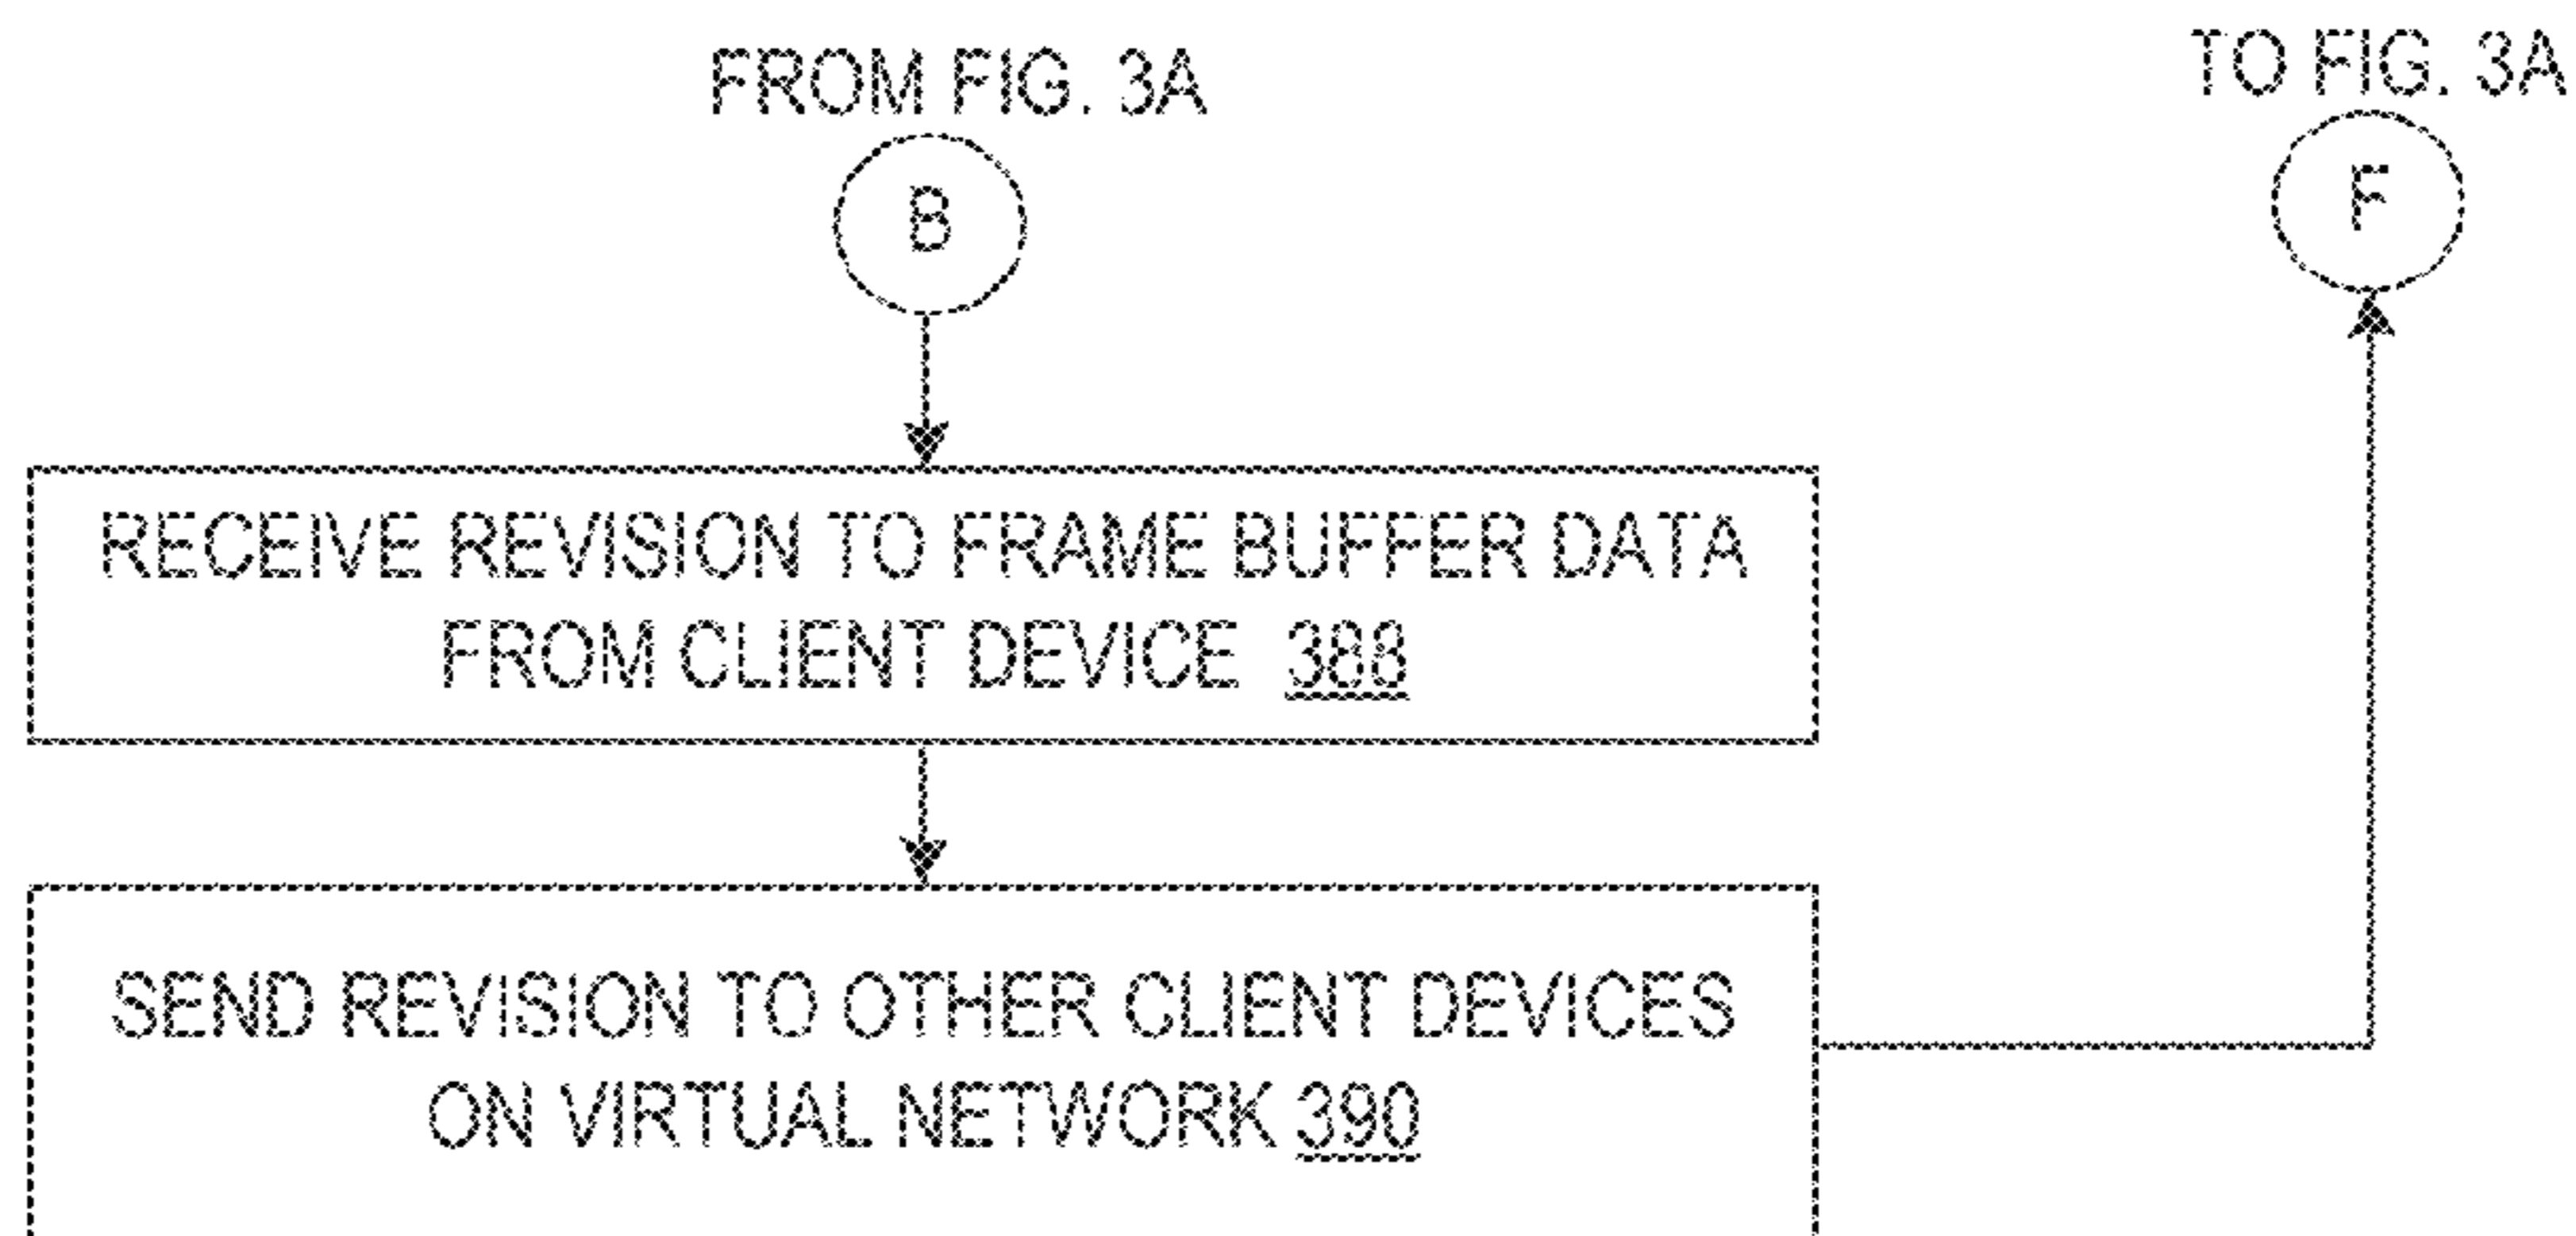 FROM FIG. 3A
B
TO FIG. 3A
F
RECEIVE REVISION TO FRAME BUFFER DATA
FROM CLIENT DEVICE 388
SEND REVISION TO OTHER CLIENT DEVICES
ON VIRTUAL NETWORK 390